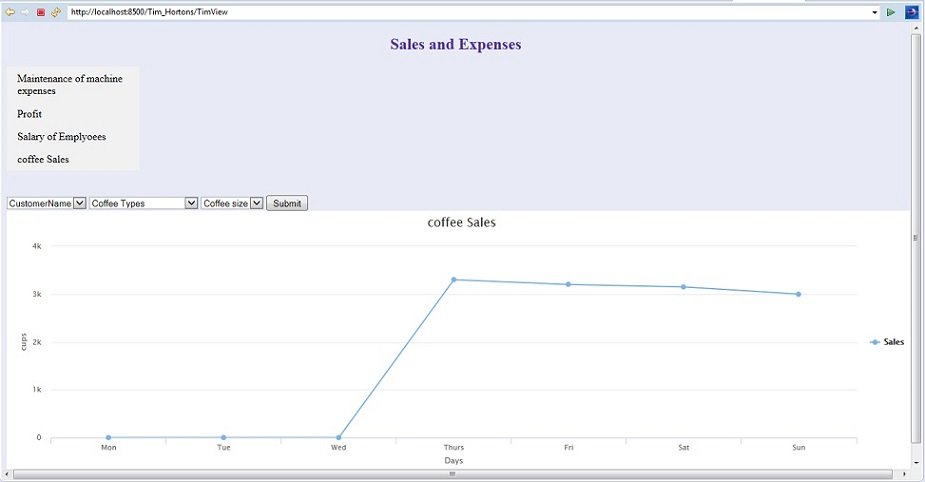 http://localhost:8500/Tim_Hortons/TimView
Sales and Expenses
Maintenance of machine
expenses
Profit
Salary of Emplyoees
coffee Sales
CustomerName Coffee Types Coffee size Submit
coffee Sales
4k
3k
2k
1k
0
cups
Sales
Mon Tue Wed Thurs Fri Sat Sun
Days